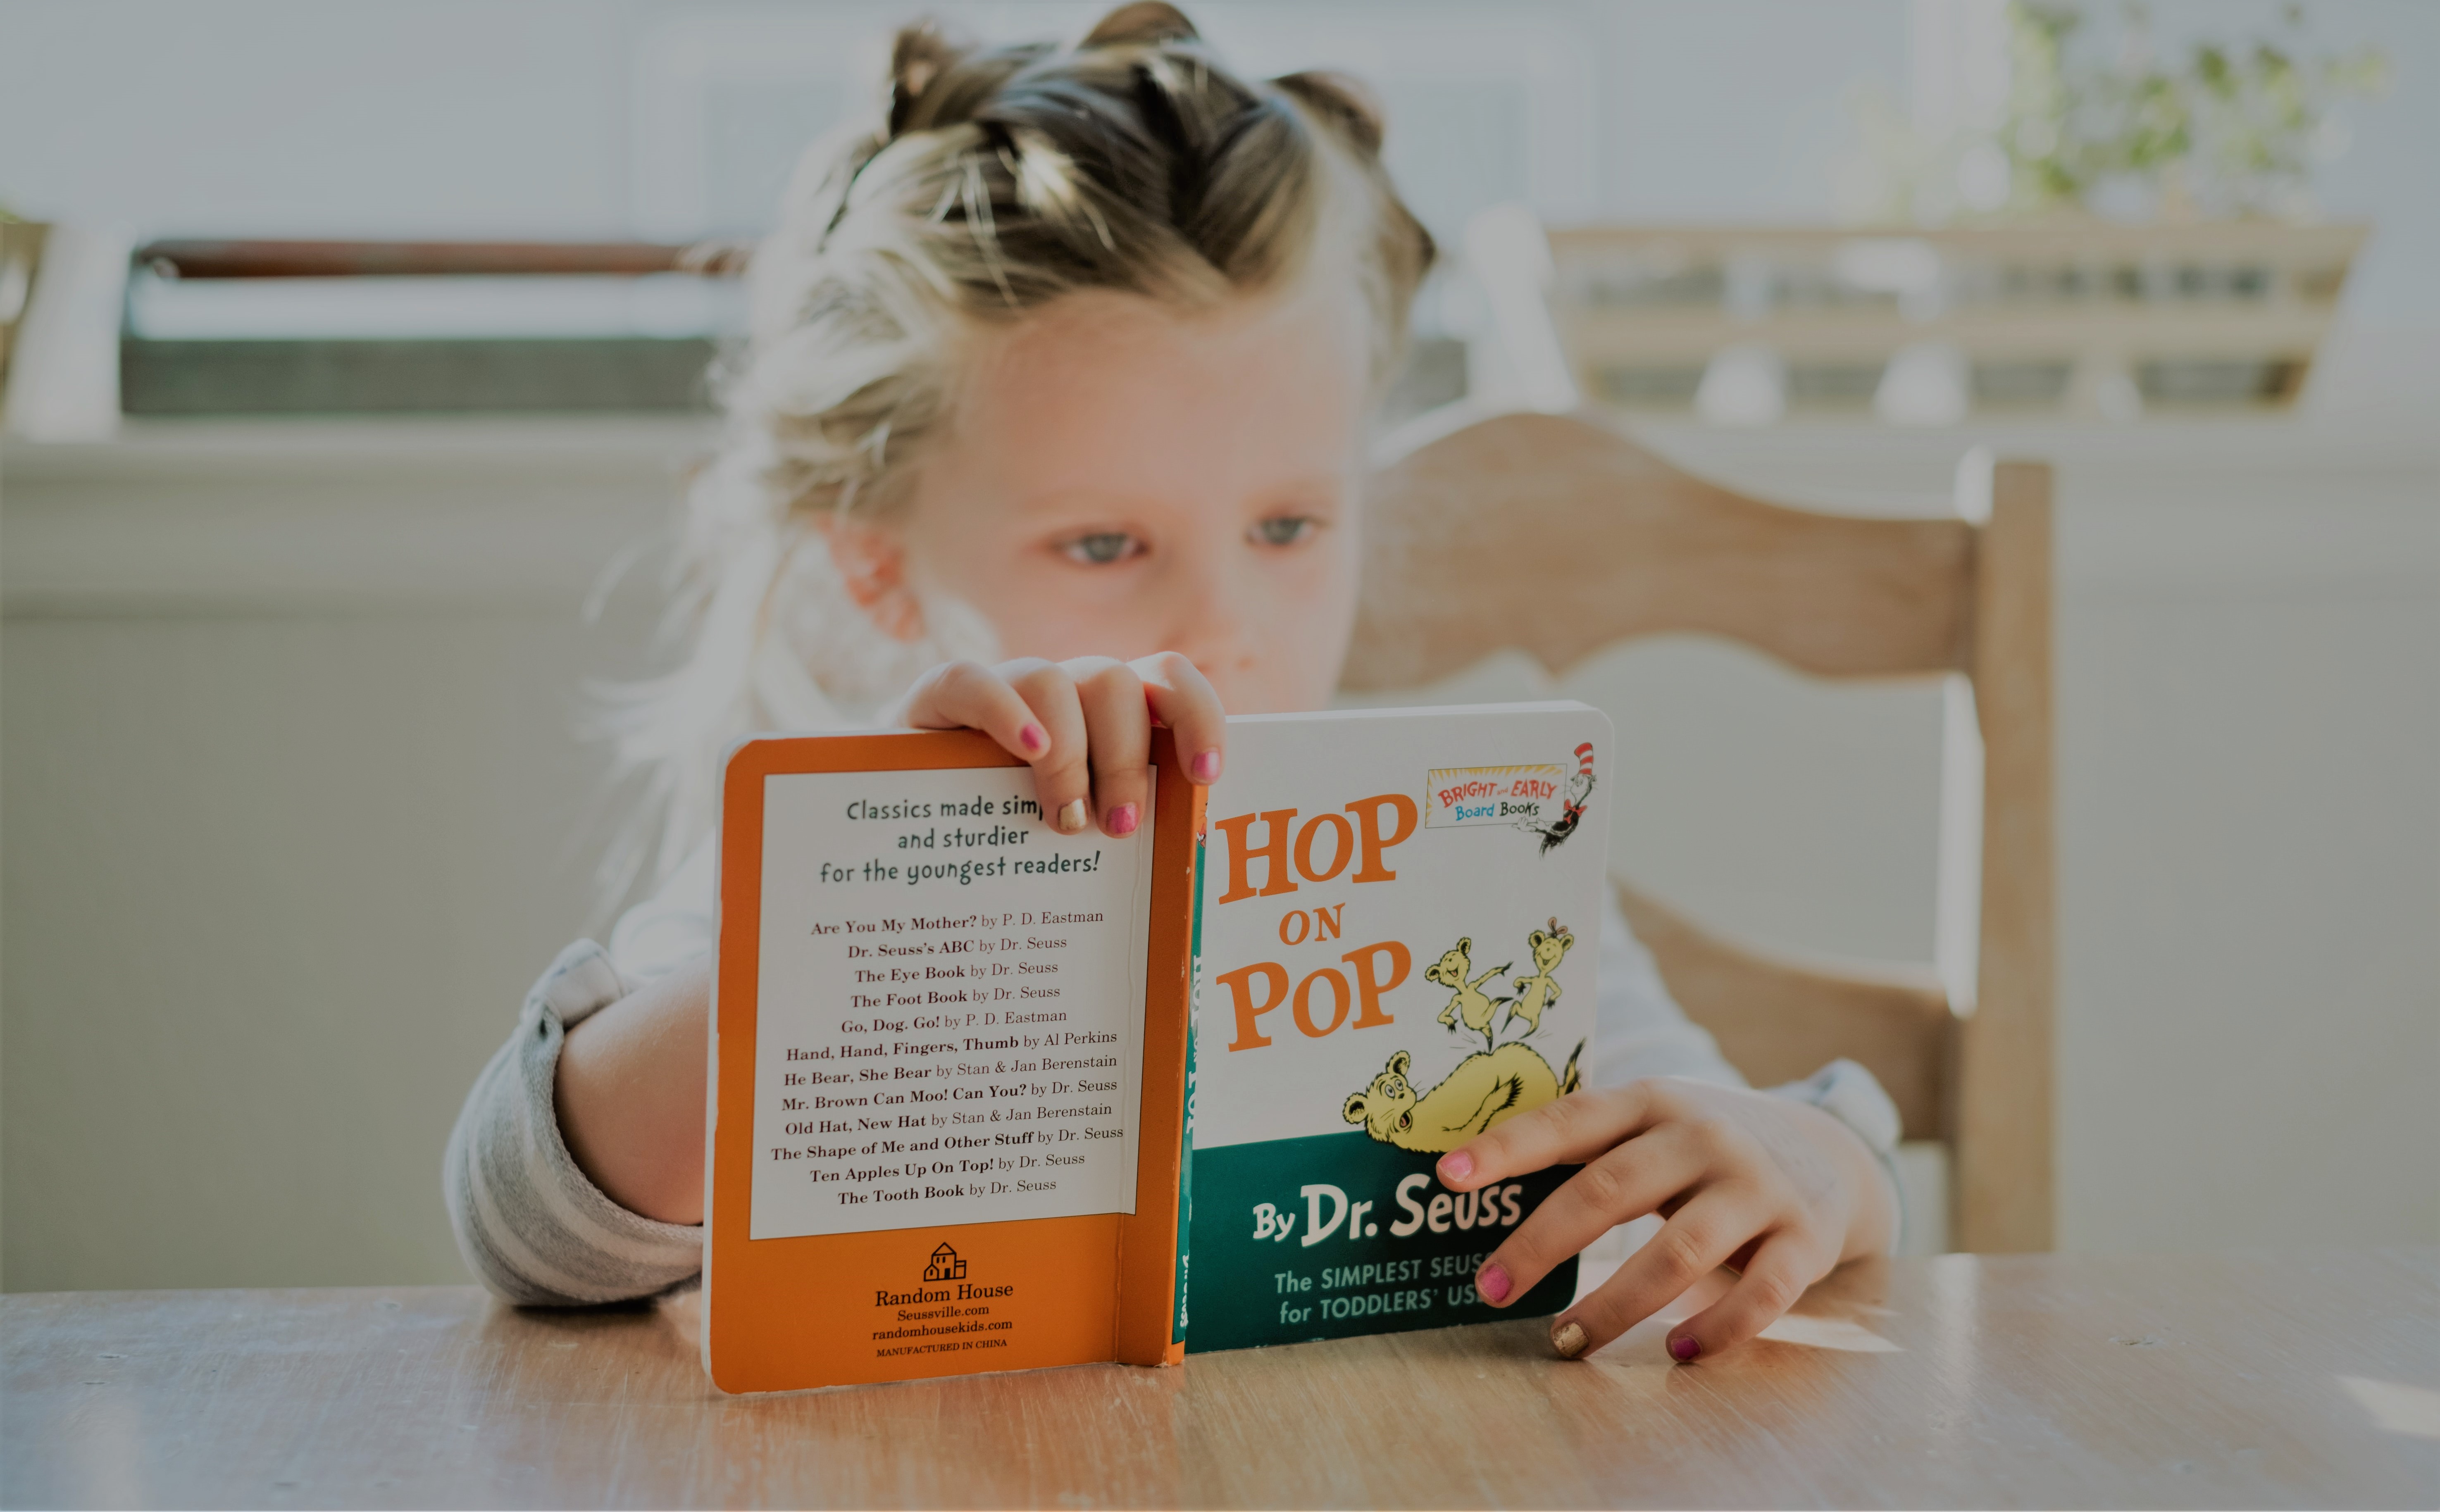 Classics made
and sturdier
for the youngest readers!
Are You My Mother? by P. D. Eastman
Dr. Seuss's ABC by Dr. Seuss
The Eye Book by Dr. Seuss
The Foot Book by Dr. Seuss
Go, Dog. Go! by P. D. Eastman
Hand, Hand, Fingers, Thumb by Al Perkins
He Bear, She Bear by Stan & Jan Berenstain
Mr. Brown Can Moo! Can You? by Dr. Seuss
Old Hat, New Hat by Stan & Jan Berenstain
The Shape of Me and Other Stuff by Dr. Seuss
Ten Apples Up On Top! by Dr. Seuss
The Tooth Book by Dr. Seuss
Random House
Seussville.com
randomhousekids.com
MANUFACTURED IN CHINA
BRIGHT and EARLY
Board Books
HOP
ON
POP
By Dr. Seuss
The SIMPLEST
for TODDLERS'